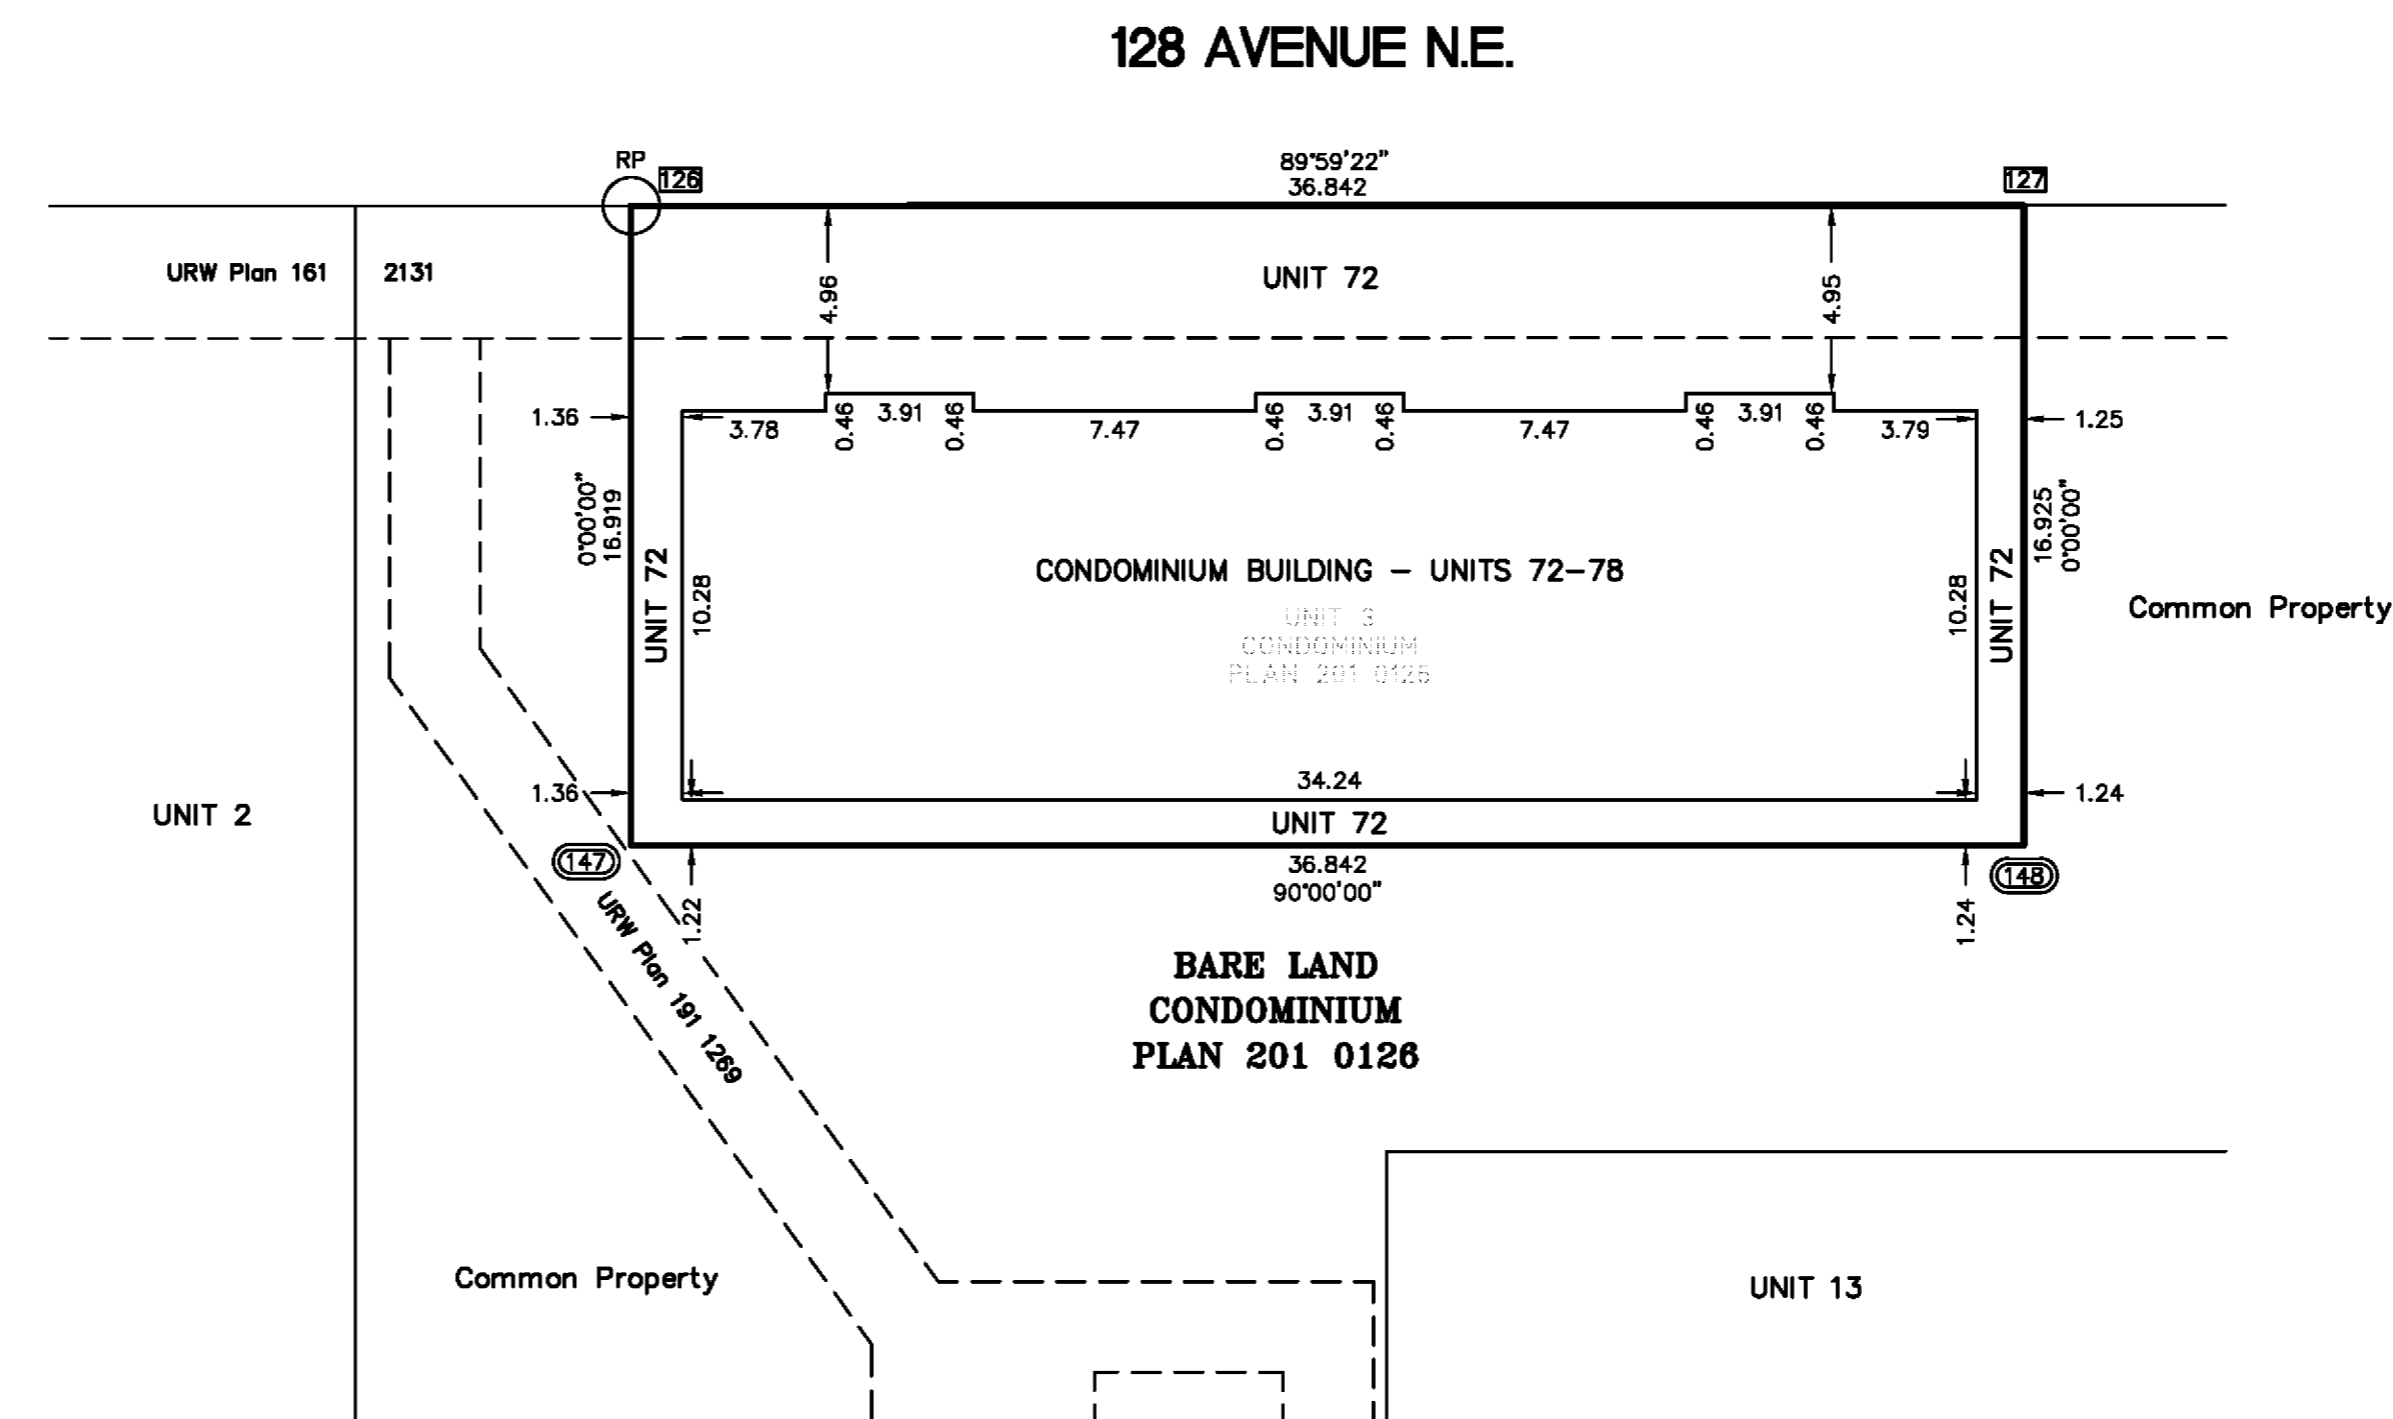 128 AVENUE N.E.
89°59'22"
36.842
RP
126
127
URW Plan 161 2131
4.96
UNIT 72
4.95
1.36
3.78
0.46
3.91
0.46
7.47
0.46
3.91
0.46
7.47
0.46
3.91
0.46
3.79
1.25
0°00'00"
16.919
UNIT 72
10.28
CONDOMINIUM BUILDING – UNITS 72–78
UNIT 3
CONDOMINIUM
PLAN 201 0126
10.28
UNIT 72
16.925
0°00'00"
Common Property
1.36
34.24
1.24
UNIT 2
UNIT 72
147
36.842
90°00'00"
148
1.22
1.24
URW Plan 191 1269
BARE LAND
CONDOMINIUM
PLAN 201 0126
Common Property
UNIT 13